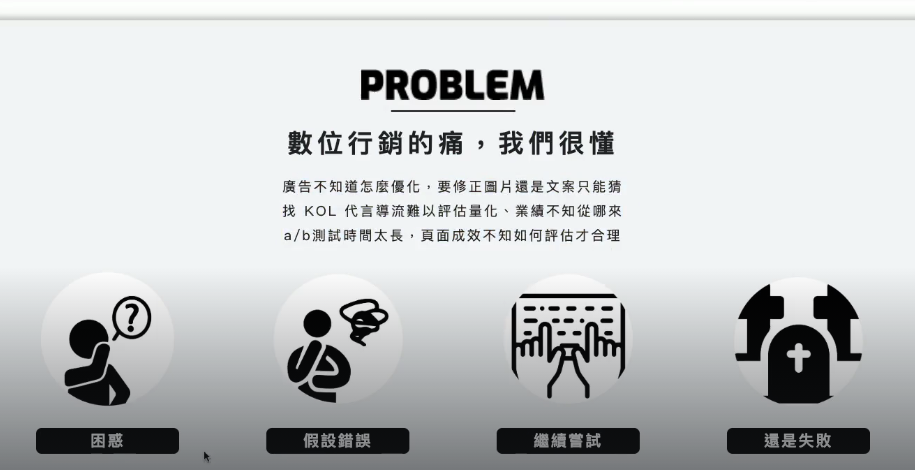 PROBLEM
數位行銷的痛，我們很懂
廣告不知道怎麼優化，要修正圖片還是文案只能猜
找 KOL 代言導流難以評估量化、業績不知從哪來
a/b測試時間太長，頁面成效不知如何評估才合理
困惑
假設錯誤
繼續嘗試
還是失敗